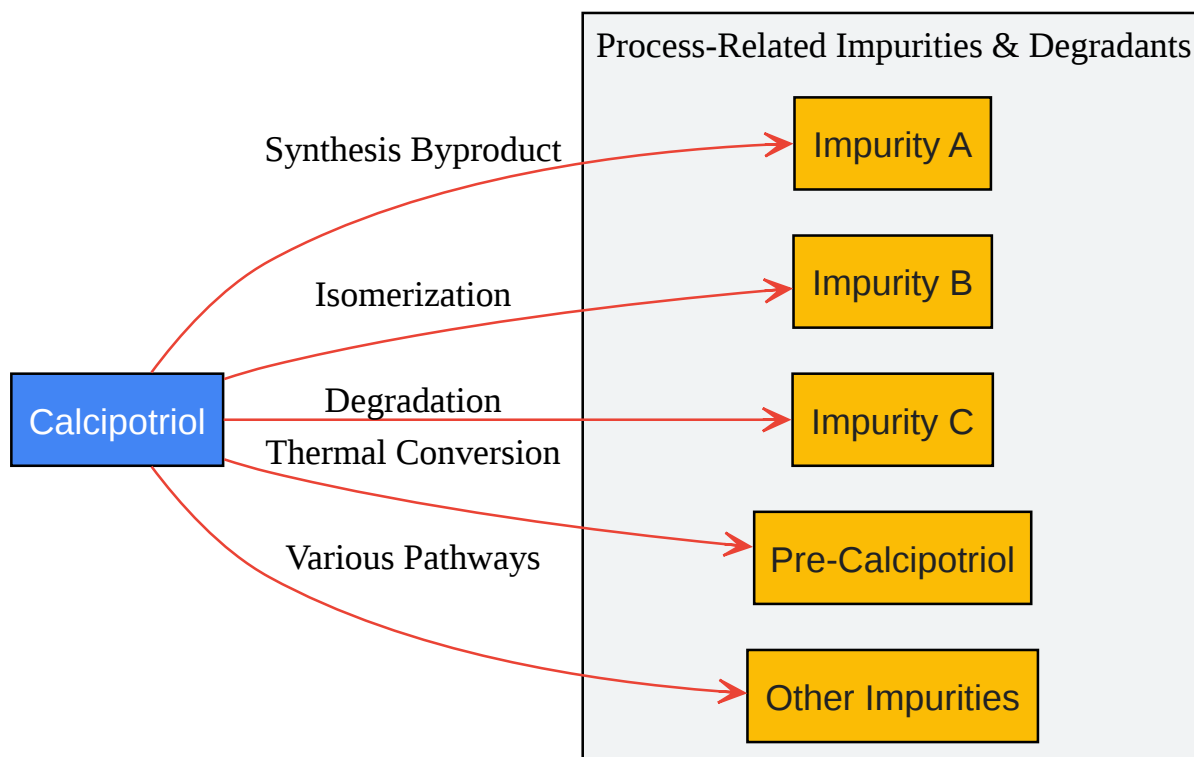 Process-Related Impurities & Degradants
Synthesis Byproduct
Impurity A
Isomerization
Impurity B
Calcipotriol
Degradation
Impurity C
Thermal Conversion
Pre-Calcipotriol
Various Pathways
Other Impurities